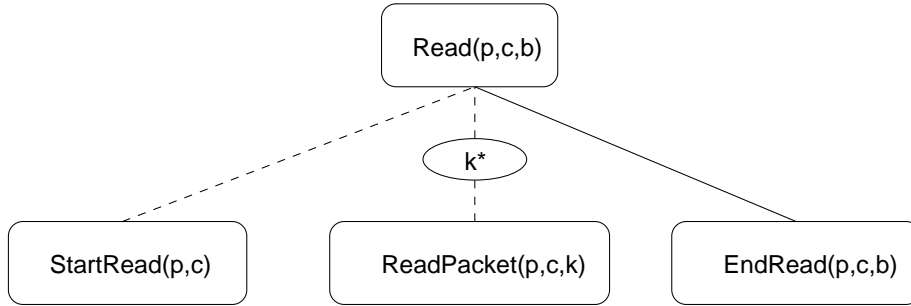 Read(p,c,b)
k*
StartRead(p,c)
ReadPacket(p,c,k)
EndRead(p,c,b)